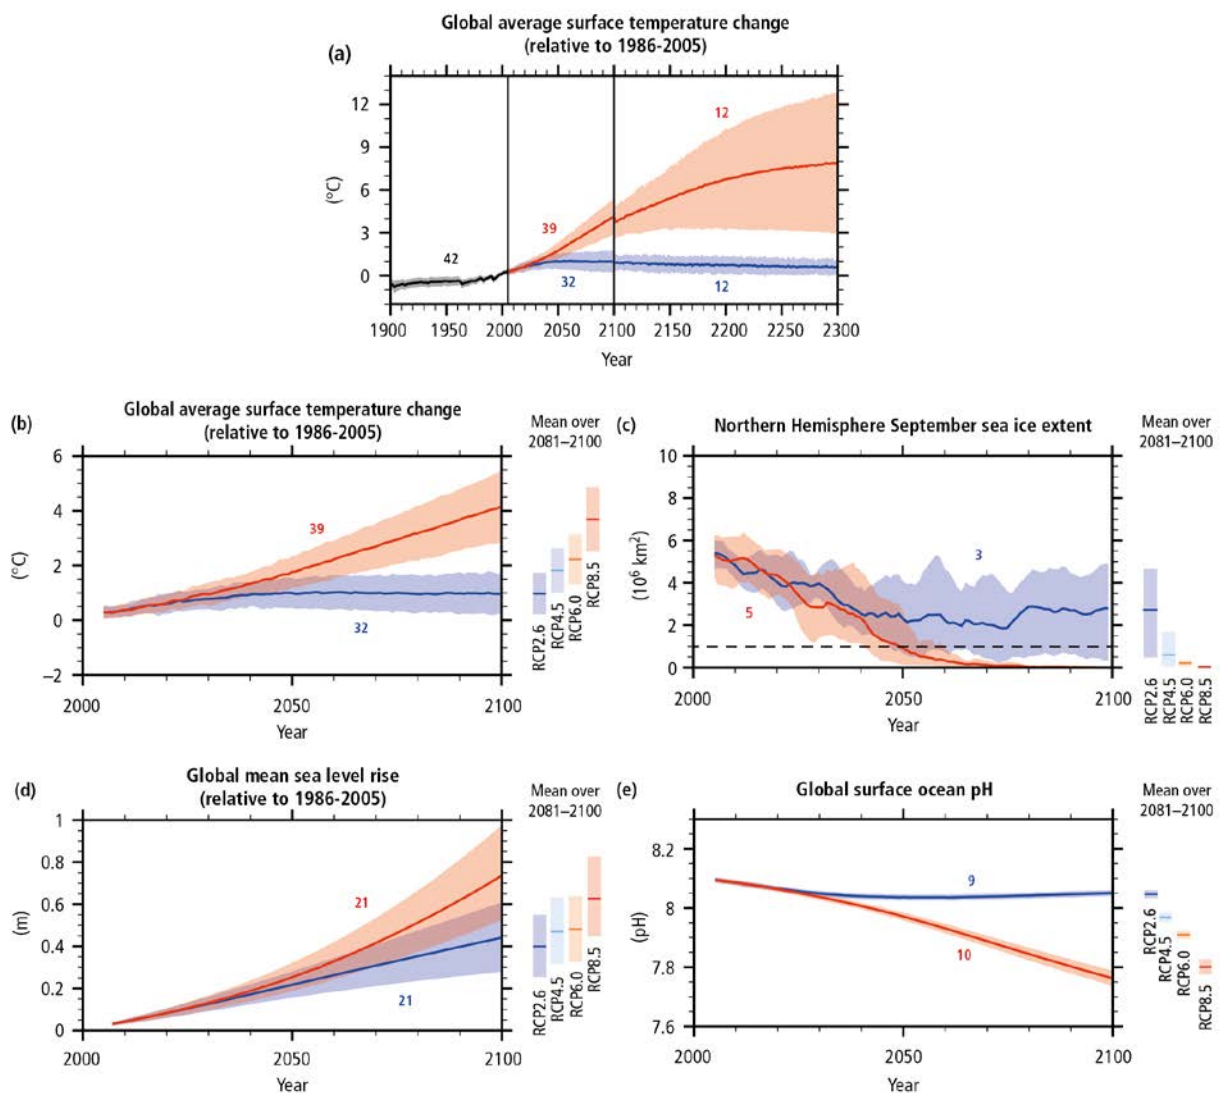 Global average surface temperature change
(relative to 1986-2005)
(a)
12
9
6
3
0
(°C)
42
39
32
12
12
1900 1950 2000 2050 2100 2150 2200 2250 2300
Year
(b)
Global average surface temperature change
(relative to 1986-2005)
Mean over
2081–2100
6
4
2
0
−2
(°C)
39
32
2000 2050 2100
Year
RCP2.6
RCP4.5
RCP6.0
RCP8.5
(c)
Northern Hemisphere September sea ice extent
Mean over
2081–2100
10
8
6
4
2
0
(10⁶ km²)
3
5
2000 2050 2100
Year
RCP2.6
RCP4.5
RCP6.0
RCP8.5
(d)
Global mean sea level rise
(relative to 1986-2005)
Mean over
2081–2100
1
0.8
0.6
0.4
0.2
0
(m)
21
21
2000 2050 2100
Year
RCP2.6
RCP4.5
RCP6.0
RCP8.5
(e)
Global surface ocean pH
Mean over
2081–2100
8.2
8
7.8
7.6
(pH)
9
10
2000 2050 2100
Year
RCP2.6
RCP4.5
RCP6.0
RCP8.5